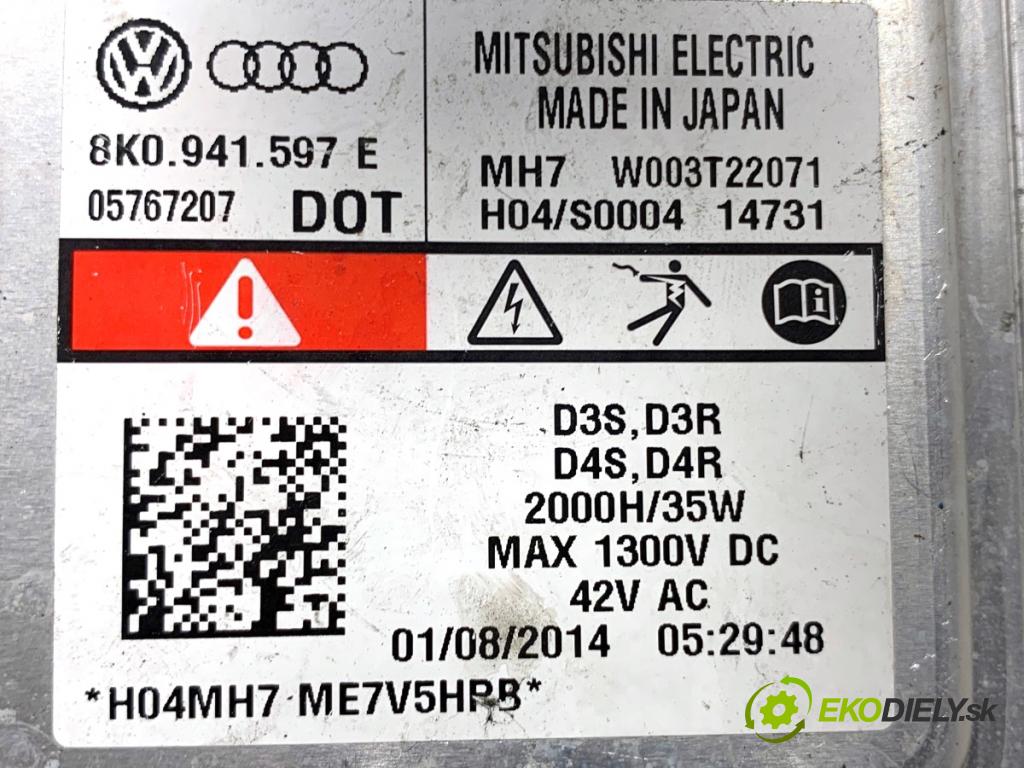 8K0.941.597 E
05767207 DOT
MITSUBISHI ELECTRIC
MADE IN JAPAN
MH7 W003T22071
H04/S0004 14731
D3S,D3R
D4S,D4R
2000H/35W
MAX 1300V DC
42V AC
01/08/2014 05:29:48
*H04MH7 ME7V5HRB*
EKODIELY.sk